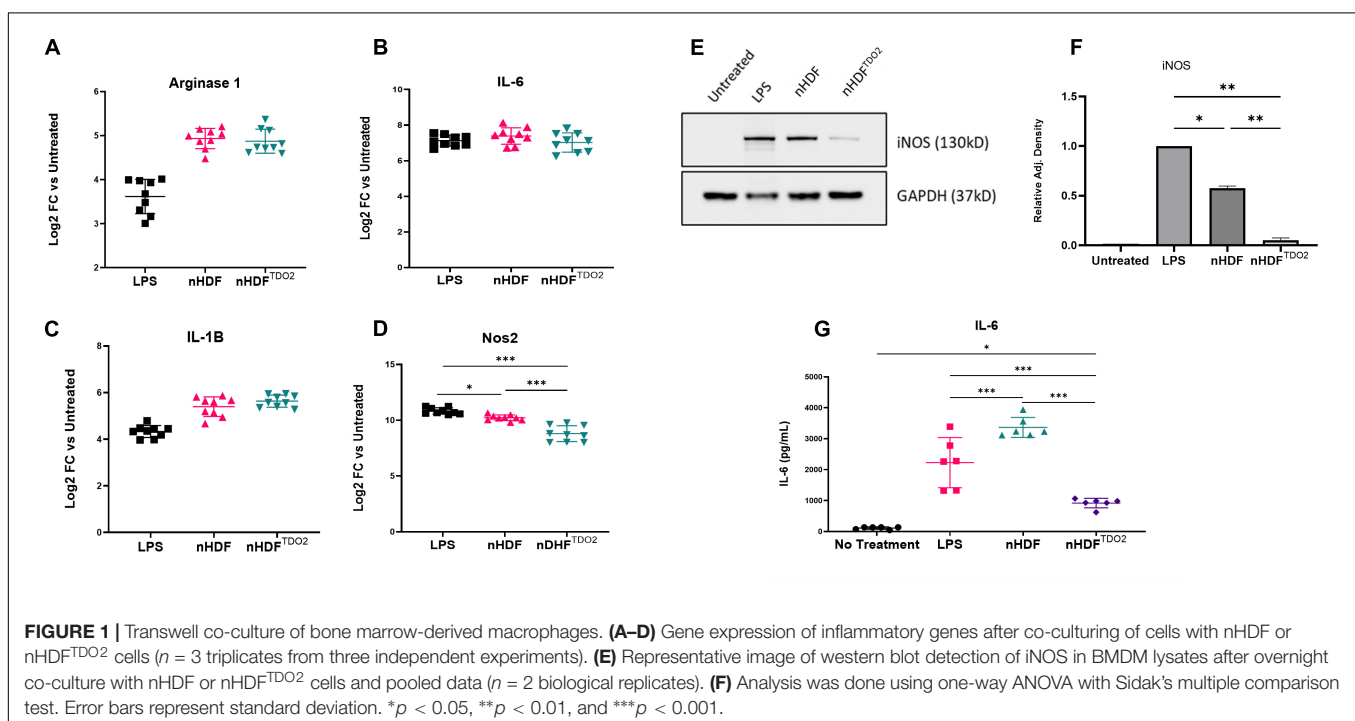 A
Arginase 1
Log2 FC vs Untreated
6
5
4
3
2
LPS
nHDF
nHDF^TDO2
B
IL-6
Log2 FC vs Untreated
10
8
6
4
2
0
LPS
nHDF
nHDF^TDO2
E
Untreated
LPS
nHDF
nHDF^TDO2
iNOS (130kD)
GAPDH (37kD)
F
iNOS
Relative Adj. Density
1.5
1.0
0.5
0.0
**
* **
Untreated
LPS
nHDF
nHDF^TDO2
C
IL-1B
Log2 FC vs Untreated
8
6
4
2
0
LPS
nHDF
nHDF^TDO2
D
Nos2
Log2 FC vs Untreated
15
10
5
0
***
* ***
LPS
nHDF
nDHF^TDO2
G
IL-6
IL-6 (pg/mL)
5000
4000
3000
2000
1000
0
*
***
*** ***
No Treatment
LPS
nHDF
nHDF^TDO2
FIGURE 1 | Transwell co-culture of bone marrow-derived macrophages. (A–D) Gene expression of inflammatory genes after co-culturing of cells with nHDF or
nHDF^TDO2 cells (n = 3 triplicates from three independent experiments). (E) Representative image of western blot detection of iNOS in BMDM lysates after overnight
co-culture with nHDF or nHDF^TDO2 cells and pooled data (n = 2 biological replicates). (F) Analysis was done using one-way ANOVA with Sidak's multiple comparison
test. Error bars represent standard deviation. *p < 0.05, **p < 0.01, and ***p < 0.001.